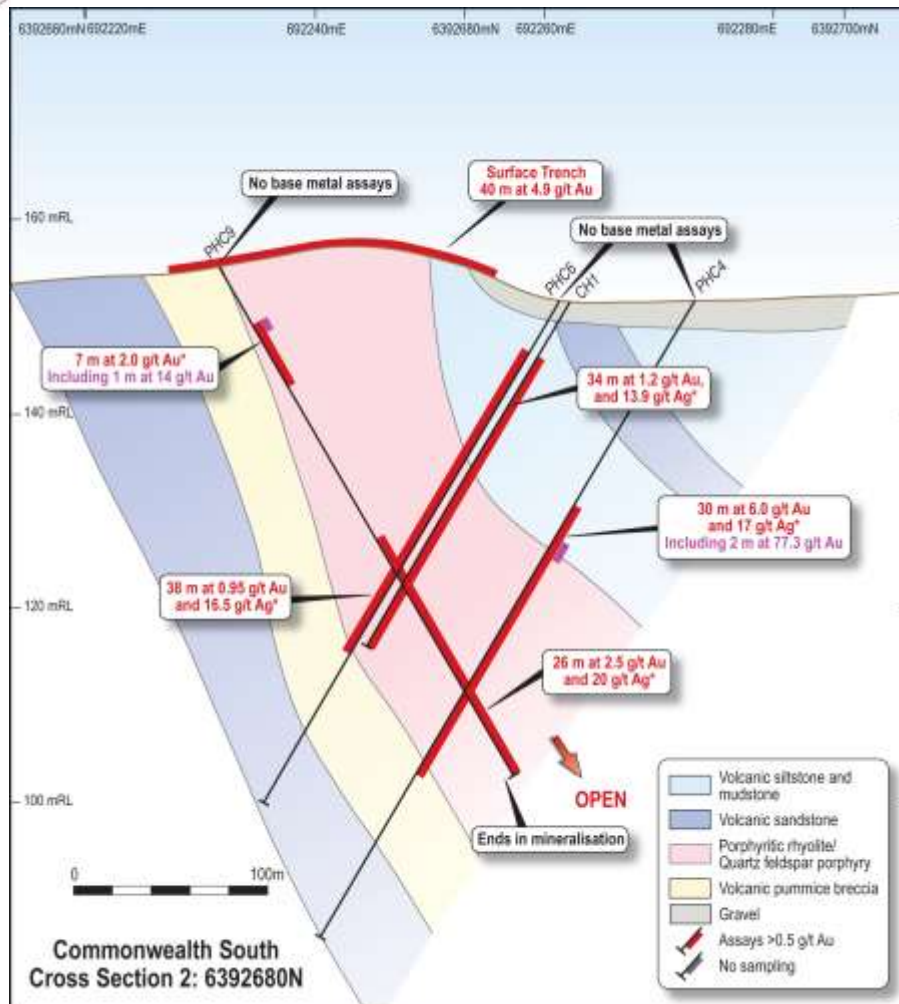 6392660mN 692220mE 692240mE 6392680mN 692260mE 692280mE 6392700mN
Surface Trench
40 m at 4.9 g/t Au
No base metal assays
No base metal assays
160 mRL
PHC9
PHC6
CH1
PHC4
7 m at 2.0 g/t Au*
Including 1 m at 14 g/t Au
34 m at 1.2 g/t Au,
and 13.9 g/t Ag*
140 mRL
30 m at 6.0 g/t Au
and 17 g/t Ag*
Including 2 m at 77.3 g/t Au
38 m at 0.95 g/t Au
and 16.5 g/t Ag*
120 mRL
26 m at 2.5 g/t Au
and 20 g/t Ag*
100 mRL
OPEN
Ends in mineralisation
Volcanic siltstone and
mudstone
Volcanic sandstone
Porphyritic rhyolite/
Quartz feldspar porphyry
Volcanic pummice breccia
Gravel
Assays >0.5 g/t Au
No sampling
0 100m
Commonwealth South
Cross Section 2: 6392680N